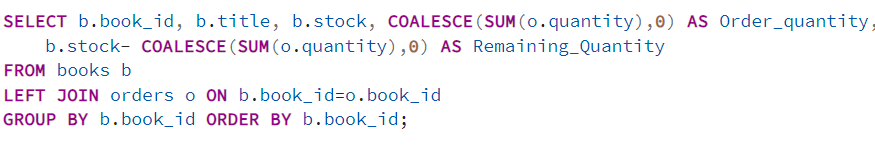 SELECT b.book_id, b.title, b.stock, COALESCE(SUM(o.quantity),0) AS Order_quantity,
b.stock- COALESCE(SUM(o.quantity),0) AS Remaining_Quantity
FROM books b
LEFT JOIN orders o ON b.book_id=o.book_id
GROUP BY b.book_id ORDER BY b.book_id;